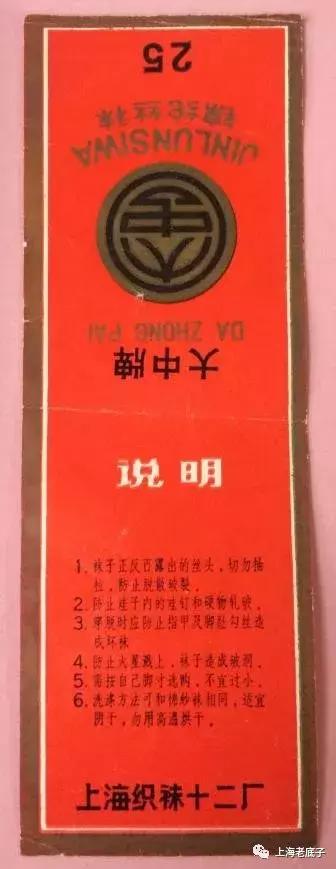 25
锦纶丝袜
JINLUNSIWA
大中
DA ZHONG PAI
大中牌
说明
1. 袜子正反面露出的丝头，切勿抽
拉，防止脱散破裂。
2. 防止鞋子内的鞋钉和硬物轧破。
3. 穿脱时应防止指甲及脚趾勾丝造
成坏袜
4. 防止火星溅上，袜子造成破洞。
5. 需按自己脚寸选购，不宜过小。
6. 洗涤方法可和棉纱袜相同，适宜
阴干，勿用高温烘干。
上海织袜十二厂
上海老底子